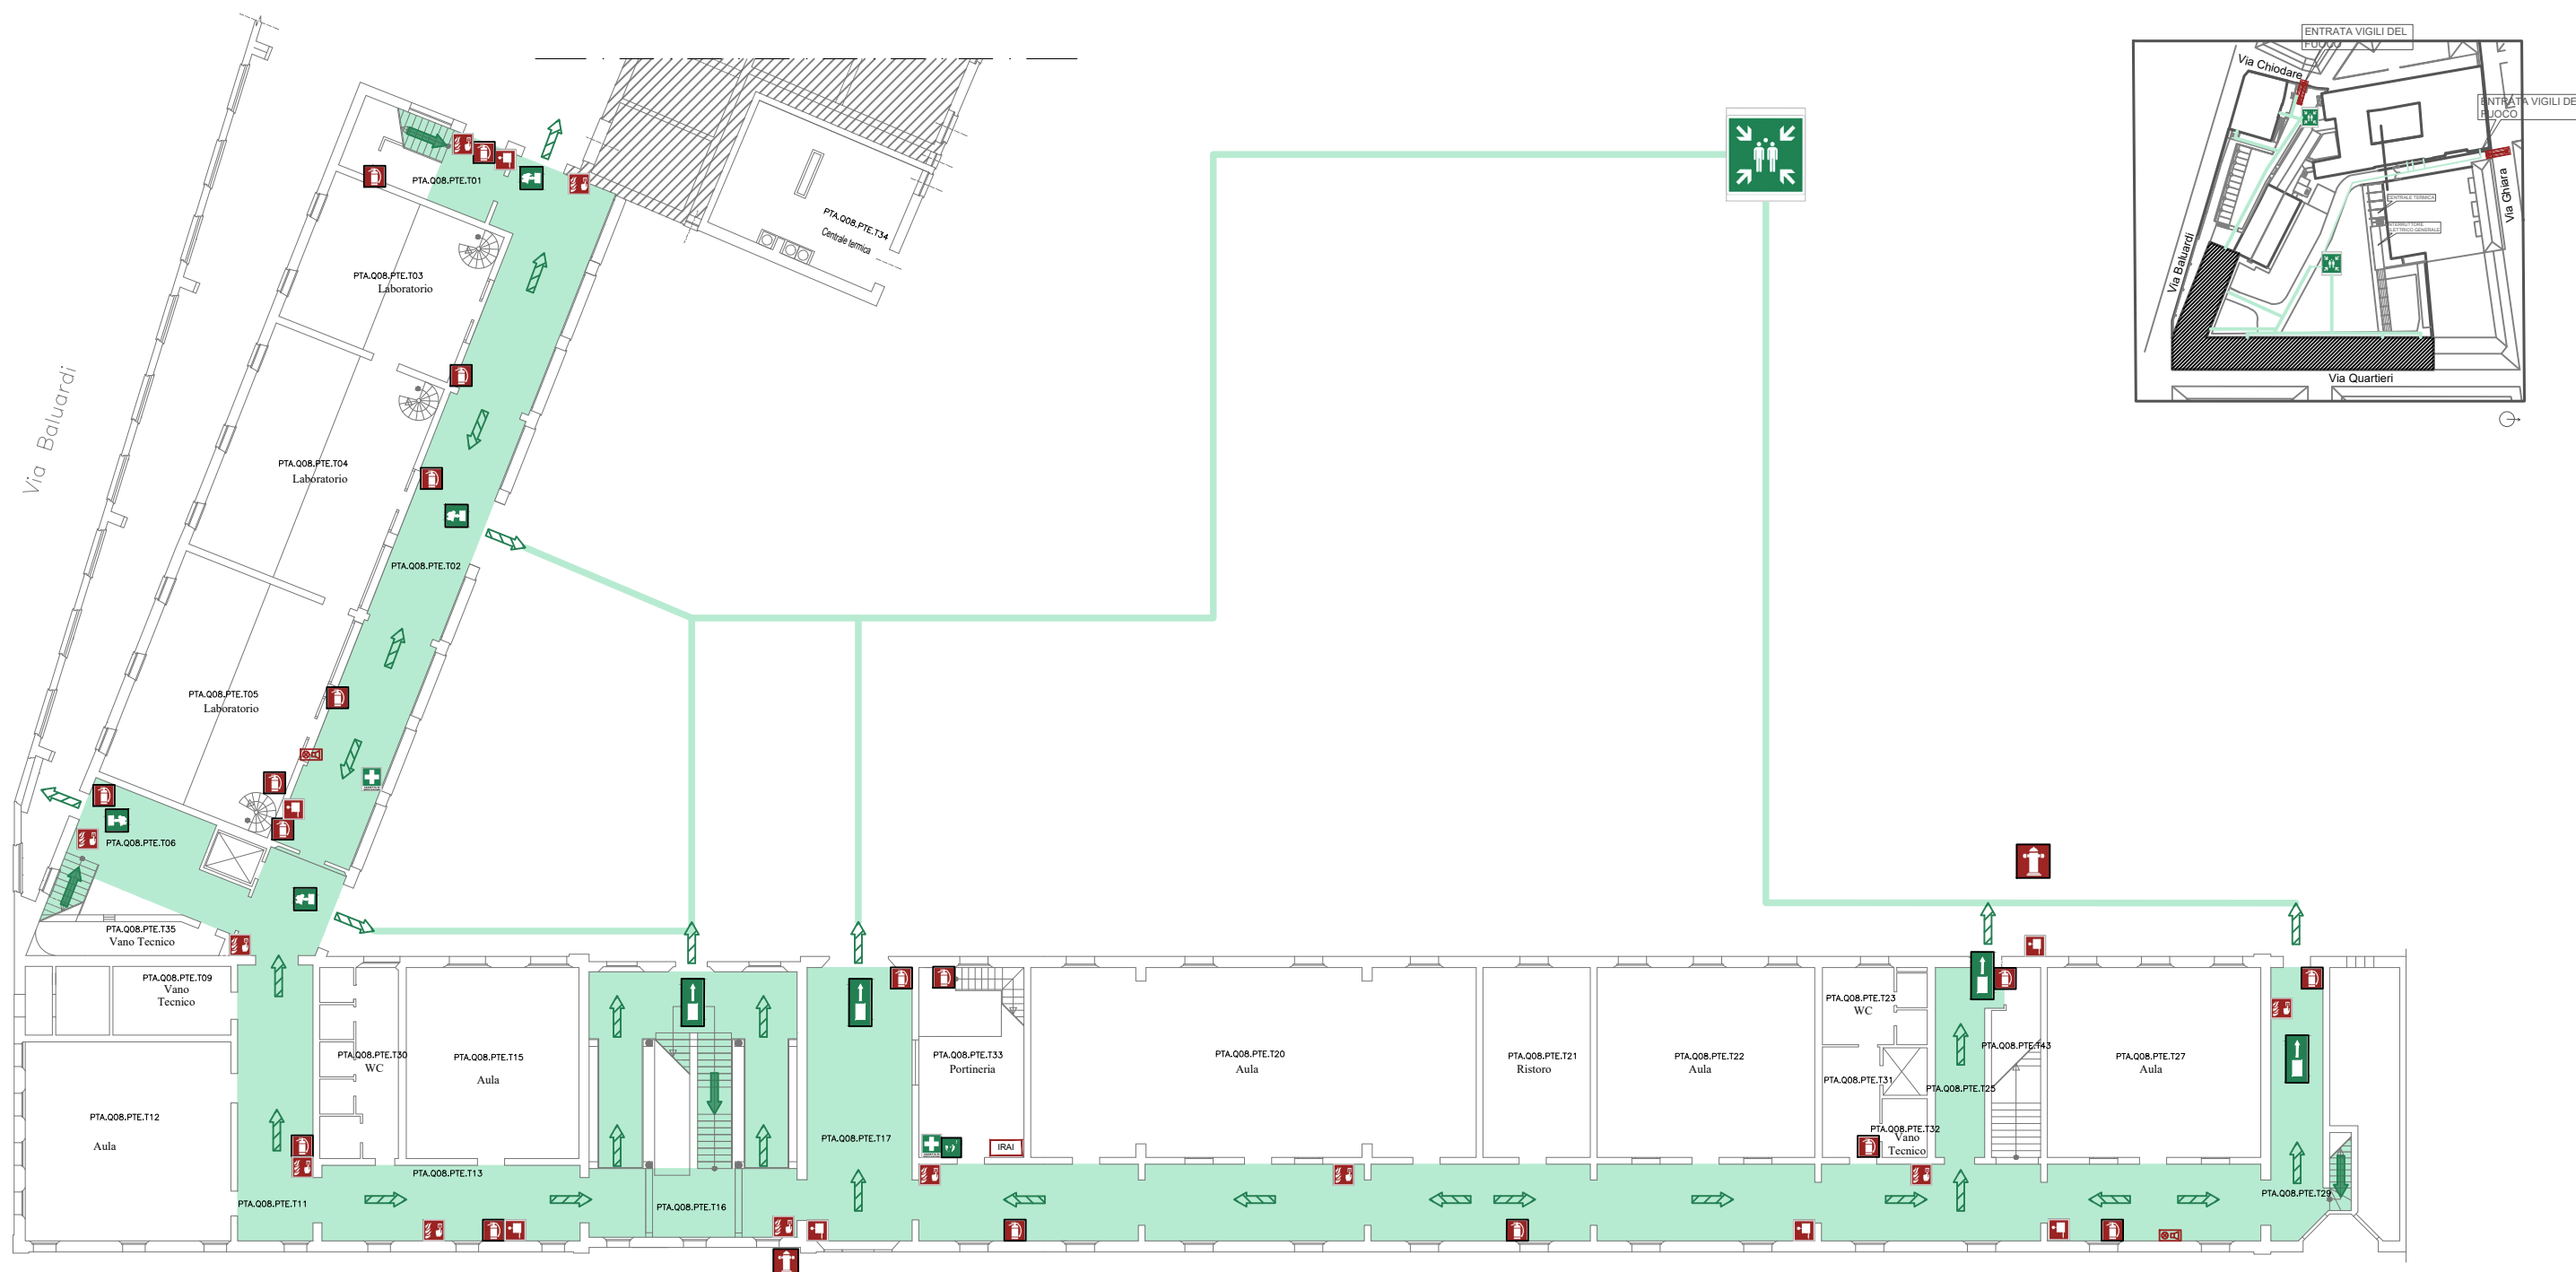 ENTRATA VIGILI DEL
FUOCO
Via Chiodare
ENTRATA VIGILI DE
FUOCO
CENTRALE TERMICA
ELETTRICO GENERALE
Via Ghiara
Via Baluardi
Via Quartieri
PTA.Q08.PTE.T01
PTA.Q08.PTE.T34
Centrale termica
PTA.Q08.PTE.T03
Laboratorio
Via Baluardi
PTA.Q08.PTE.T04
Laboratorio
PTA.Q08.PTE.T02
PTA.Q08.PTE.T05
Laboratorio
PTA.Q08.PTE.T06
PTA.Q08.PTE.T35
Vano Tecnico
PTA.Q08.PTE.T09
Vano
Tecnico
PTA.Q08.PTE.T12
Aula
PTA.Q08.PTE.T11
PTA.Q08.PTE.T30
WC
PTA.Q08.PTE.T13
PTA.Q08.PTE.T15
Aula
PTA.Q08.PTE.T16
PTA.Q08.PTE.T17
PTA.Q08.PTE.T33
Portineria
IRAI
PTA.Q08.PTE.T20
Aula
PTA.Q08.PTE.T21
Ristoro
PTA.Q08.PTE.T22
Aula
PTA.Q08.PTE.T23
WC
PTA.Q08.PTE.T31
PTA.Q08.PTE.T32
Vano
Tecnico
PTA.Q08.PTE.T25
PTA.Q08.PTE.T43
PTA.Q08.PTE.T27
Aula
PTA.Q08.PTE.T29